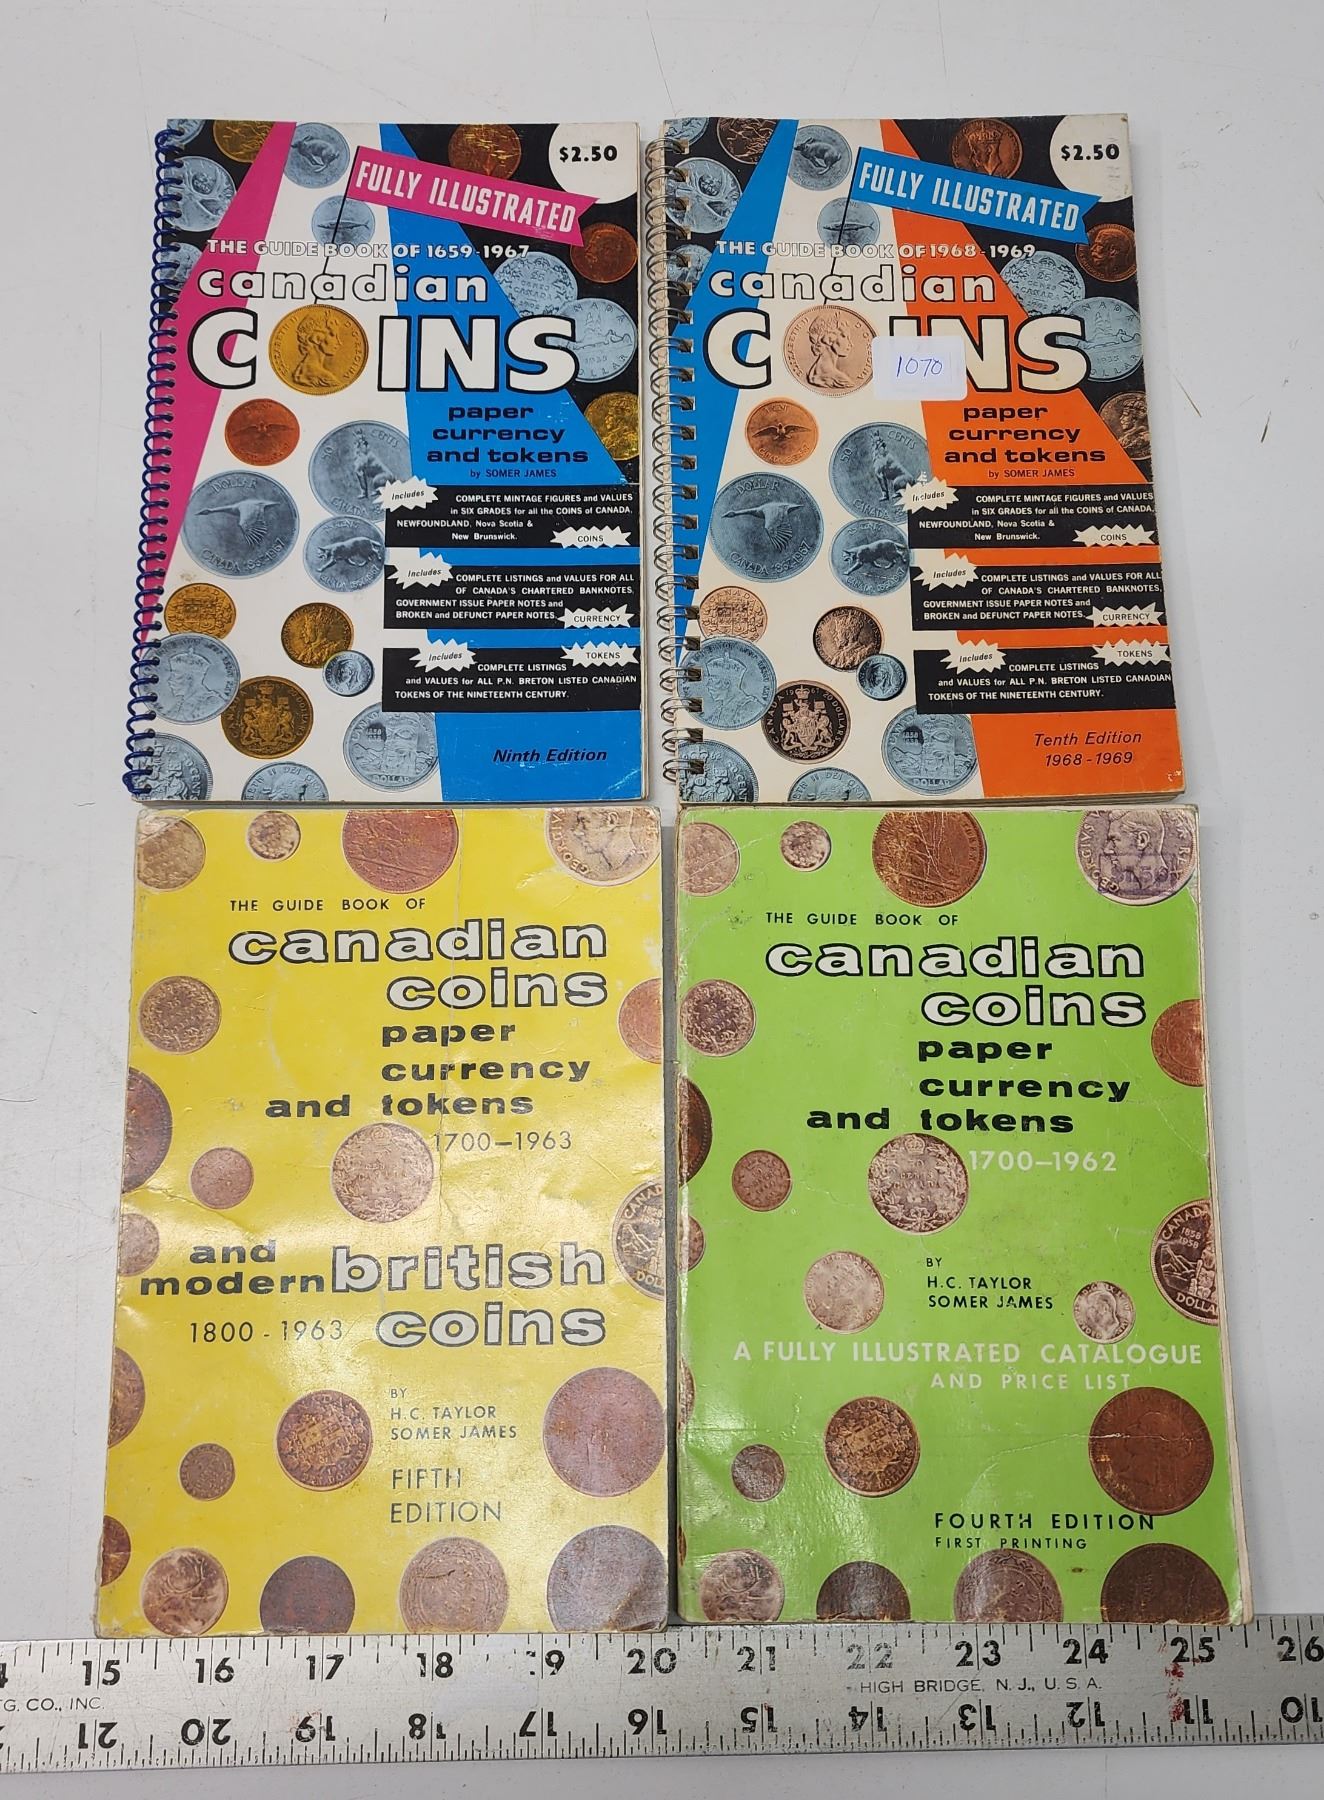 $2.50
FULLY ILLUSTRATED
THE GUIDE BOOK OF 1659-1967
canadian
COINS
paper
currency
and tokens
by SOMER JAMES
Includes
COMPLETE MINTAGE FIGURES and VALUES
in SIX GRADES for all the COINS of CANADA,
NEWFOUNDLAND, Nova Scotia &
New Brunswick.
COINS
Includes
COMPLETE LISTINGS and VALUES FOR ALL
OF CANADA'S CHARTERED BANKNOTES,
GOVERNMENT ISSUE PAPER NOTES and
BROKEN and DEFUNCT PAPER NOTES.
CURRENCY
Includes
TOKENS
COMPLETE LISTINGS
and VALUES for ALL P.N. BRETON LISTED CANADIAN
TOKENS OF THE NINETEENTH CENTURY.
Ninth Edition
$2.50
FULLY ILLUSTRATED
THE GUIDE BOOK OF 1968-1969
canadian
C NS
1070
paper
currency
and tokens
by SOMER JAMES
Includes
COMPLETE MINTAGE FIGURES and VALUES
in SIX GRADES for all the COINS of CANADA,
NEWFOUNDLAND, Nova Scotia &
New Brunswick.
COINS
Includes
COMPLETE LISTINGS and VALUES FOR ALL
OF CANADA'S CHARTERED BANKNOTES,
GOVERNMENT ISSUE PAPER NOTES and
BROKEN and DEFUNCT PAPER NOTES.
CURRENCY
Includes
TOKENS
COMPLETE LISTINGS
and VALUES for ALL P.N. BRETON LISTED CANADIAN
TOKENS OF THE NINETEENTH CENTURY.
Tenth Edition
1968-1969
THE GUIDE BOOK OF
canadian
coins
paper
currency
and tokens
1700-1963
and
modern british
1800-1963 coins
BY
H.C. TAYLOR
SOMER JAMES
FIFTH
EDITION
THE GUIDE BOOK OF
canadian
coins
paper
currency
and tokens
1700-1962
BY
H.C. TAYLOR
SOMER JAMES
A FULLY ILLUSTRATED CATALOGUE
AND PRICE LIST
FOURTH EDITION
FIRST PRINTING
15 16 17 18 19 20 21 22 23 24 25 26
CO., INC.
HIGH BRIDGE, N. J., U. S. A.
21 20 19 18 17 16 15 14 13 12 11 10